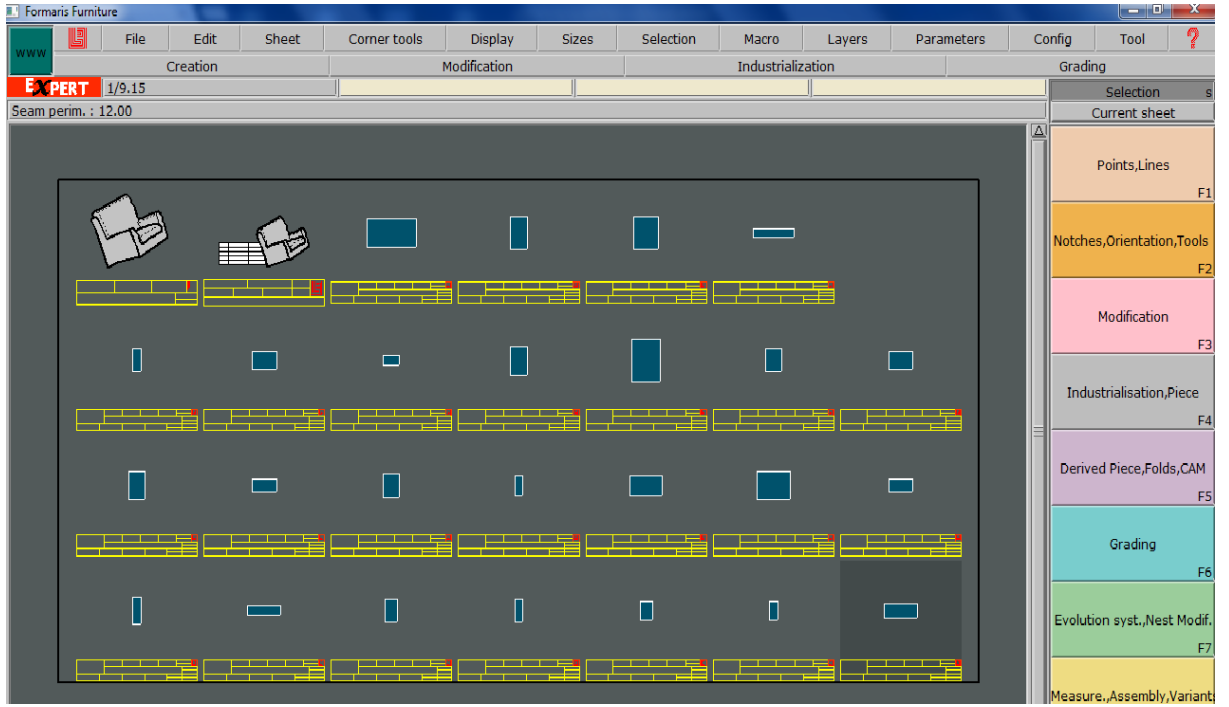 Formaris Furniture
www File Edit Sheet Corner tools Display Sizes Selection Macro Layers Parameters Config Tool ?
Creation Modification Industrialization Grading
EXPERT 1/9.15 Selection s
Seam perim. : 12.00 Current sheet
Points,Lines
F1
Notches,Orientation,Tools
F2
Modification
F3
Industrialisation,Piece
F4
Derived Piece,Folds,CAM
F5
Grading
F6
Evolution syst.,Nest Modif.
F7
Measure.,Assembly,Variants